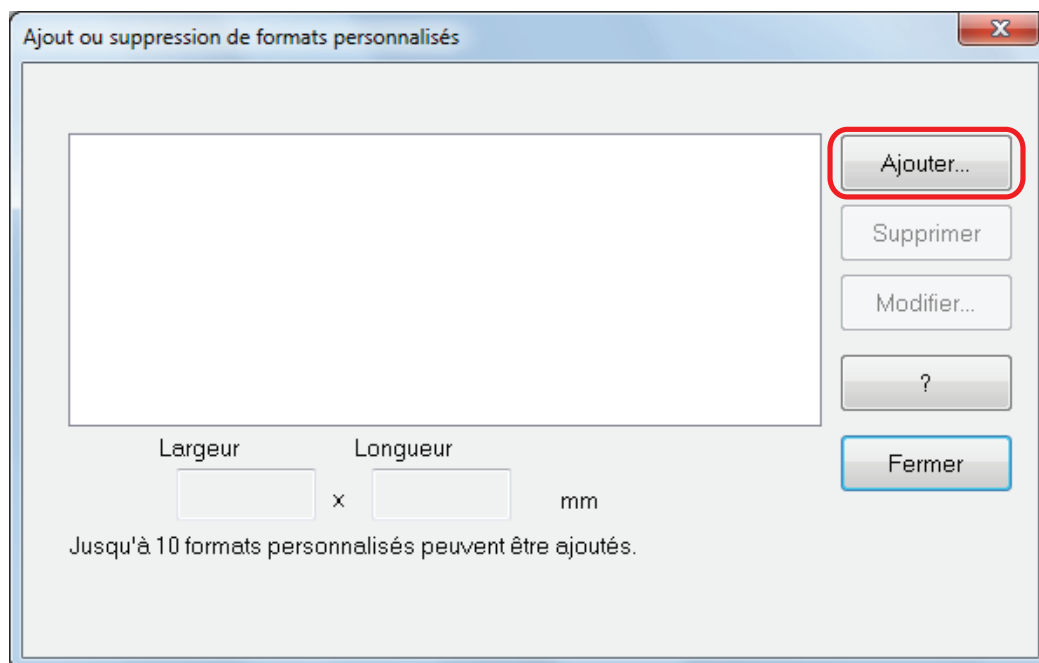 Ajout ou suppression de formats personnalisés
Ajouter...
Supprimer
Modifier...
?
Fermer
Largeur Longueur
x mm
Jusqu'à 10 formats personnalisés peuvent être ajoutés.